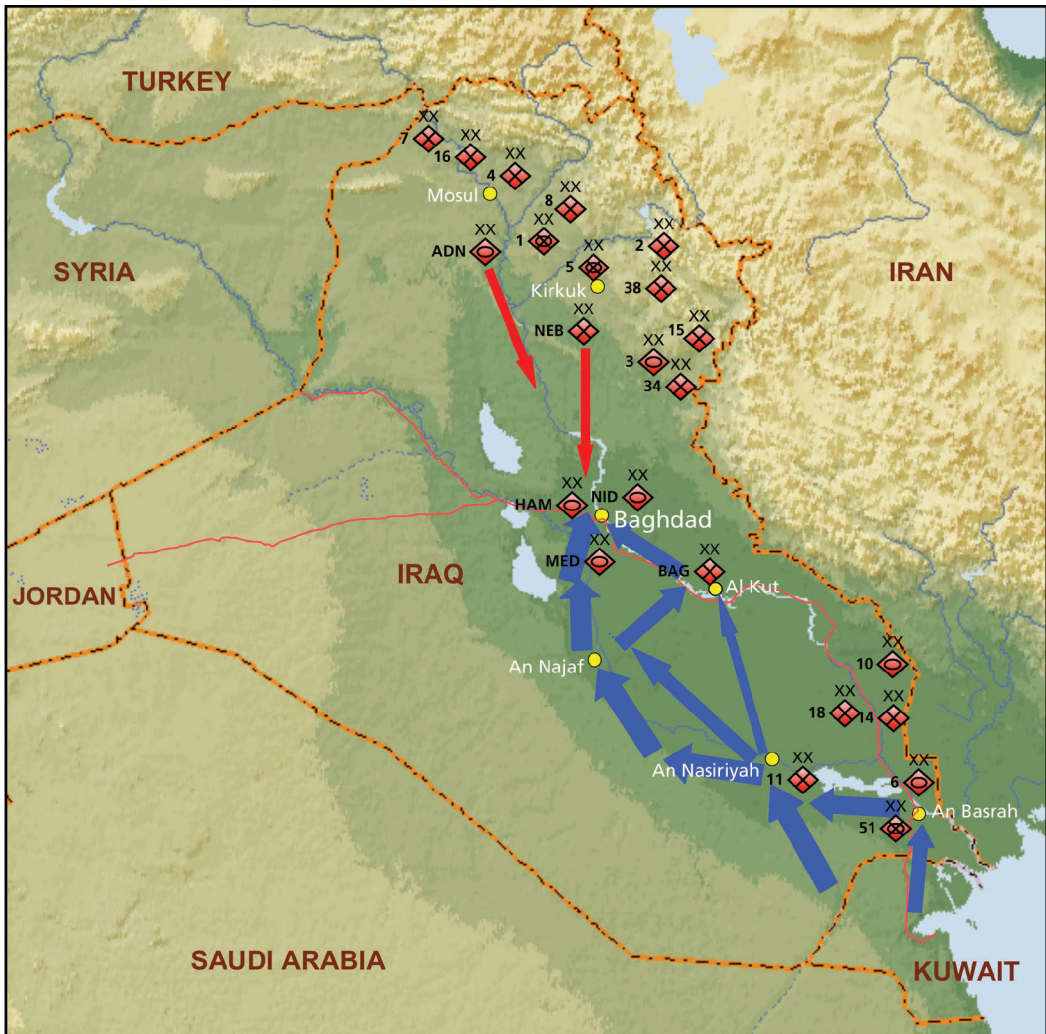 TURKEY
XX
7
XX
16
XX
4
Mosul
XX
8
XX
1
XX
2
XX
ADN
SYRIA
IRAN
XX
5
Kirkuk
XX
38
XX
NEB
XX
15
XX
3
XX
34
XX
HAM
XX
NID
Baghdad
XX
MED
XX
BAG
Al Kut
IRAQ
JORDAN
An Najaf
XX
10
XX
18
XX
14
An Nasiriyah
XX
11
XX
6
An Basrah
XX
51
SAUDI ARABIA
KUWAIT